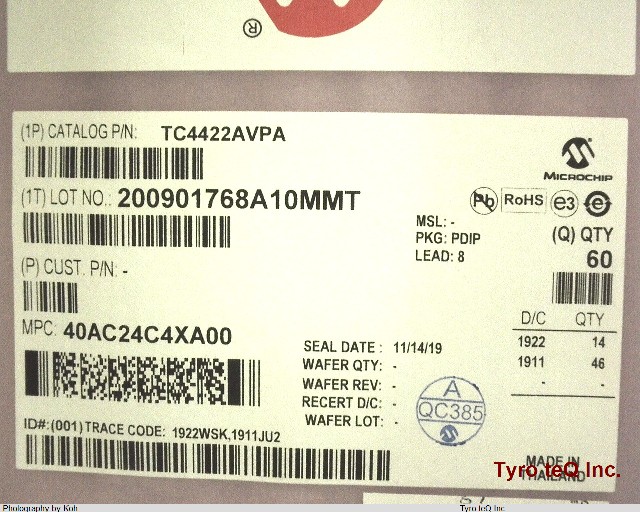 ®
(1P) CATALOG P/N: TC4422AVPA
MICROCHIP
(1T) LOT NO.: 200901768A10MMT
Pb RoHS e3 e
MSL: -
PKG: PDIP
LEAD: 8
(Q) QTY
60
(P) CUST. P/N: -
MPC: 40AC24C4XA00
D/C QTY
1922 14
1911 46
- -
SEAL DATE : 11/14/19
WAFER QTY: -
WAFER REV: -
RECERT D/C: -
WAFER LOT: -
A
QC385
ID#: (001) TRACE CODE: 1922WSK,1911JU2
MADE IN
THAILAND
Tyro teQ Inc.
Photography by Koh
Tyro teQ Inc